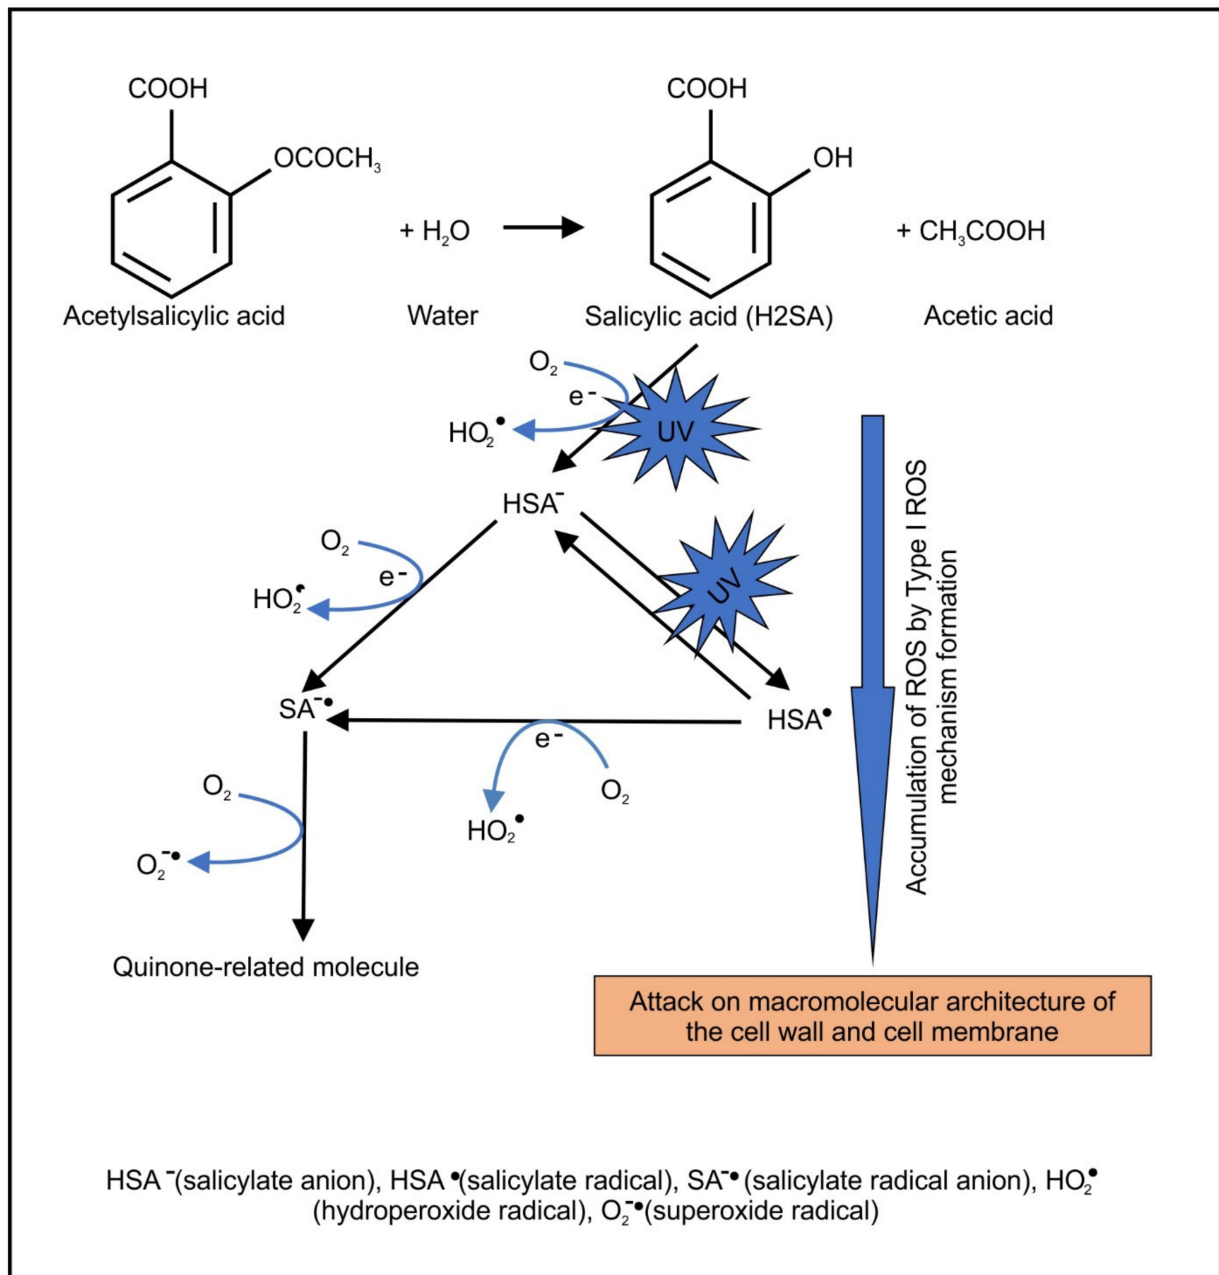 COOH
OCOCH₃
+ H₂O
COOH
OH
+ CH₃COOH
Acetylsalicylic acid
Water
Salicylic acid (H2SA)
Acetic acid
O₂
e⁻
HO₂•
UV
HSA⁻
O₂
e⁻
HO₂•
UV
SA⁻•
HSA•
e⁻
O₂
HO₂•
O₂
O₂⁻•
Quinone-related molecule
Accumulation of ROS by Type I ROS
mechanism formation
Attack on macromolecular architecture of
the cell wall and cell membrane
HSA⁻(salicylate anion), HSA •(salicylate radical), SA⁻• (salicylate radical anion), HO₂•
(hydroperoxide radical), O₂⁻•(superoxide radical)